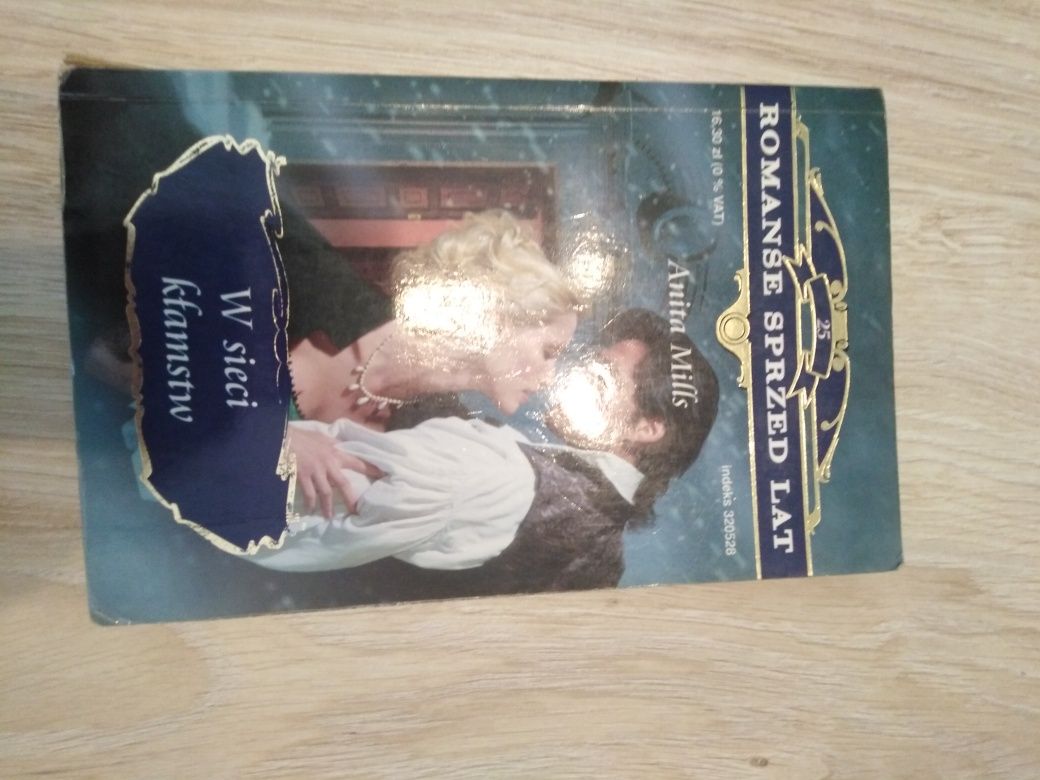 25
ROMANSE SPRZED LAT
16.30 zł (0 % VAT)
indeks 320528
Anita Mills
W sieci
kłamstw